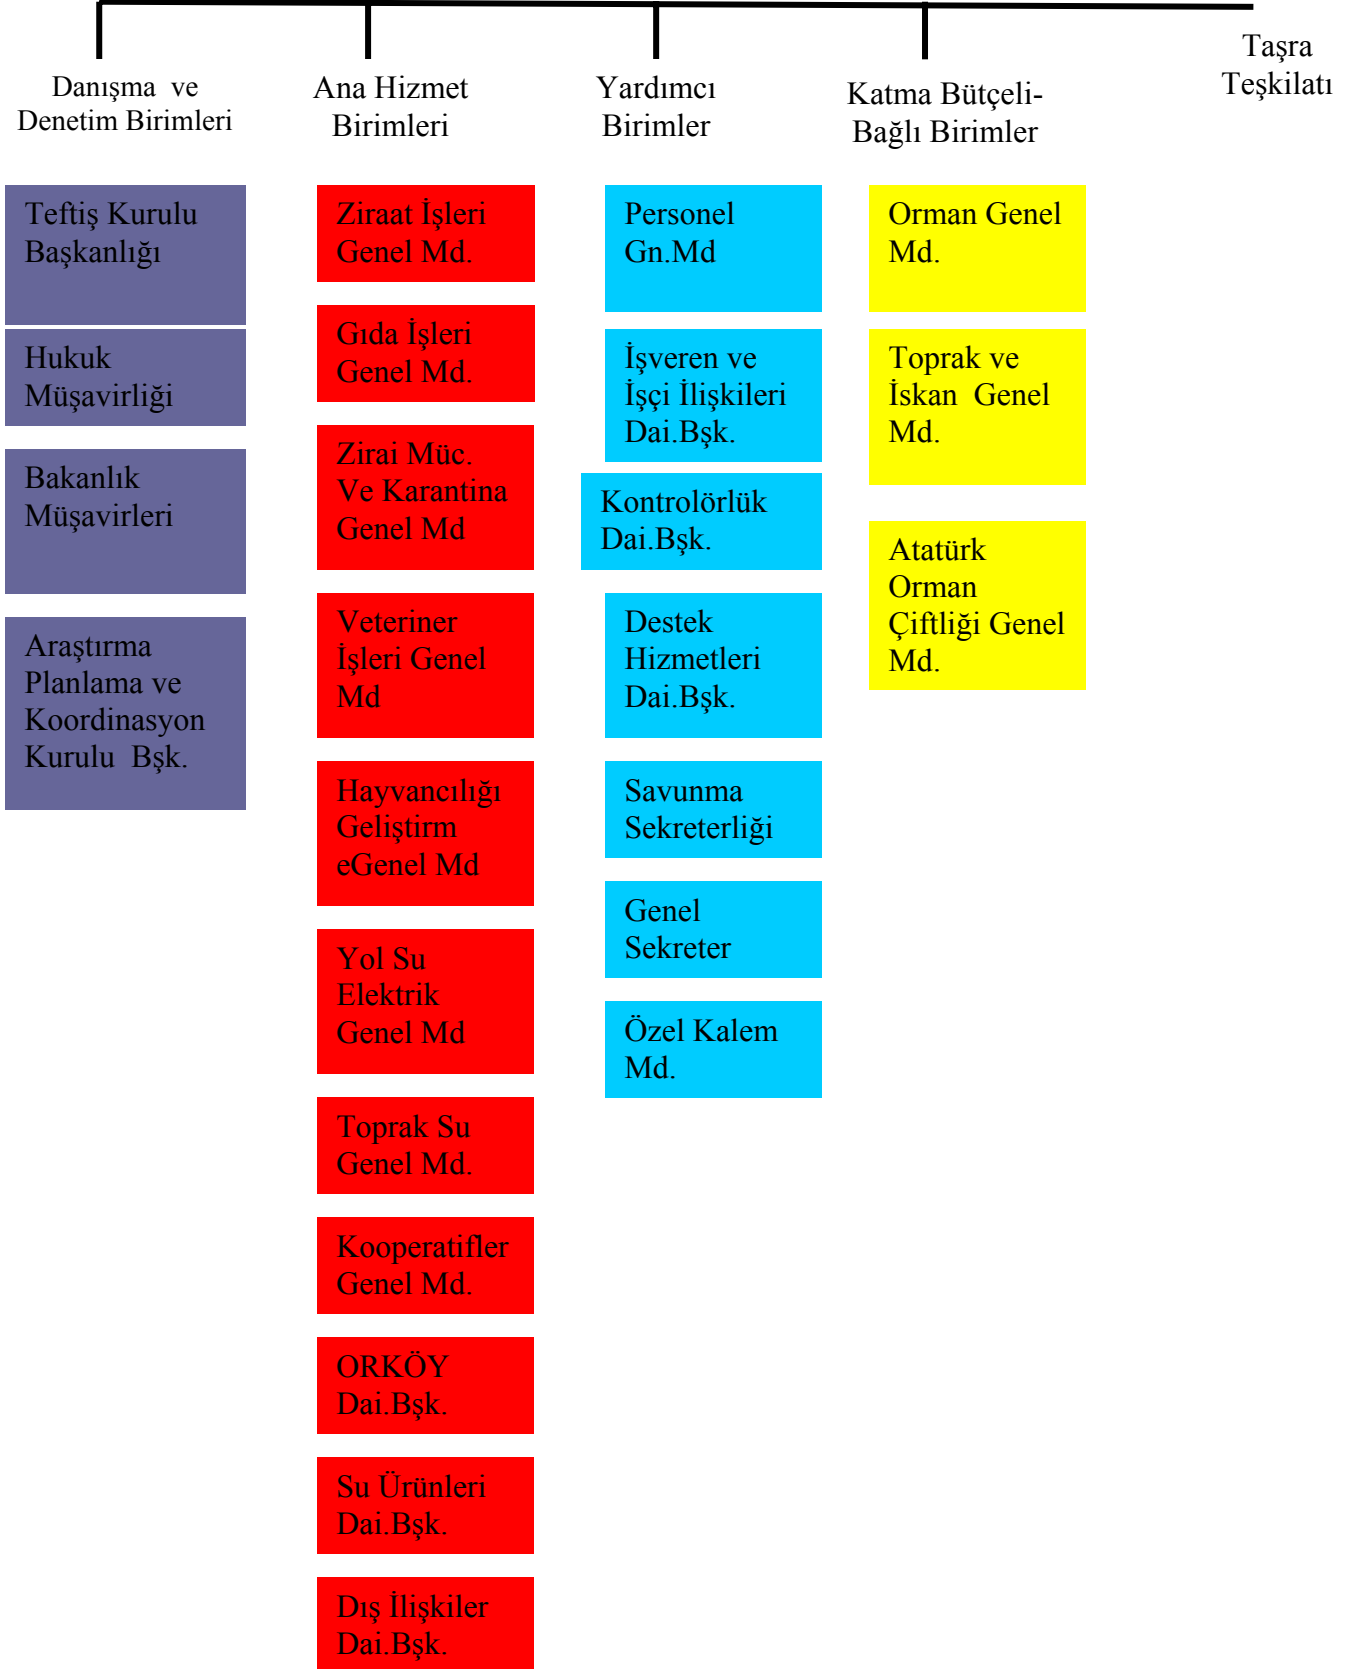 Danışma ve
Denetim Birimleri
Ana Hizmet
Birimleri
Yardımcı
Birimler
Katma Bütçeli-
Bağlı Birimler
Taşra
Teşkilatı
Teftiş Kurulu
Başkanlığı
Hukuk
Müşavirliği
Bakanlık
Müşavirleri
Araştırma
Planlama ve
Koordinasyon
Kurulu Bşk.
Ziraat İşleri
Genel Md.
Gıda İşleri
Genel Md.
Zirai Müc.
Ve Karantina
Genel Md
Veteriner
İşleri Genel
Md
Hayvancılığı
Geliştirm
eGenel Md
Yol Su
Elektrik
Genel Md
Toprak Su
Genel Md.
Kooperatifler
Genel Md.
ORKÖY
Dai.Bşk.
Su Ürünleri
Dai.Bşk.
Dış İlişkiler
Dai.Bşk.
Personel
Gn.Md
İşveren ve
İşçi İlişkileri
Dai.Bşk.
Kontrolörlük
Dai.Bşk.
Destek
Hizmetleri
Dai.Bşk.
Savunma
Sekreterliği
Genel
Sekreter
Özel Kalem
Md.
Orman Genel
Md.
Toprak ve
İskan Genel
Md.
Atatürk
Orman
Çiftliği Genel
Md.